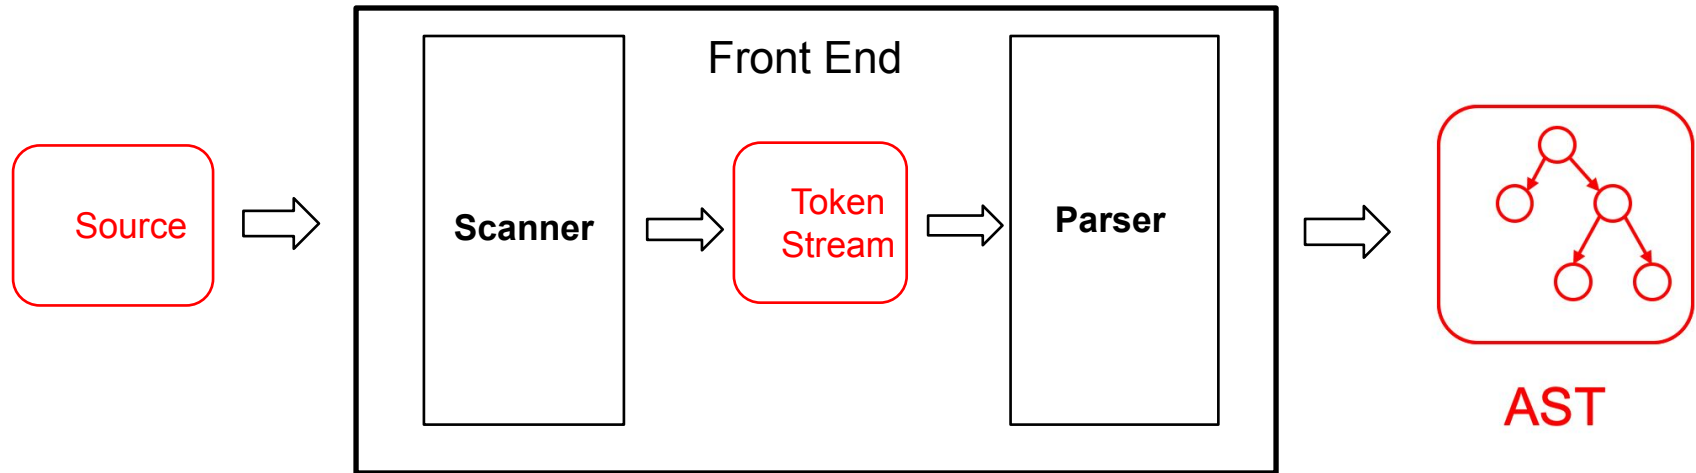 Front End
Source
Scanner
Token
Stream
Parser
AST